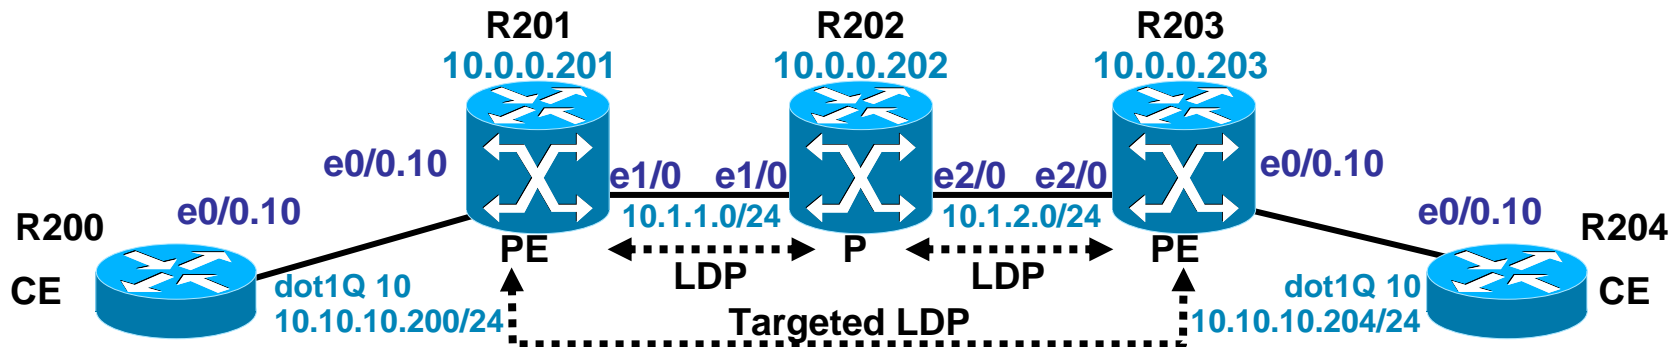 R201
R202
R203
10.0.0.201
10.0.0.202
10.0.0.203
e0/0.10
e1/0
e1/0
e2/0
e2/0
e0/0.10
e0/0.10
10.1.1.0/24
10.1.2.0/24
e0/0.10
R200
R204
PE
P
PE
CE
LDP
LDP
CE
dot1Q 10
dot1Q 10
10.10.10.200/24
Targeted LDP
10.10.10.204/24